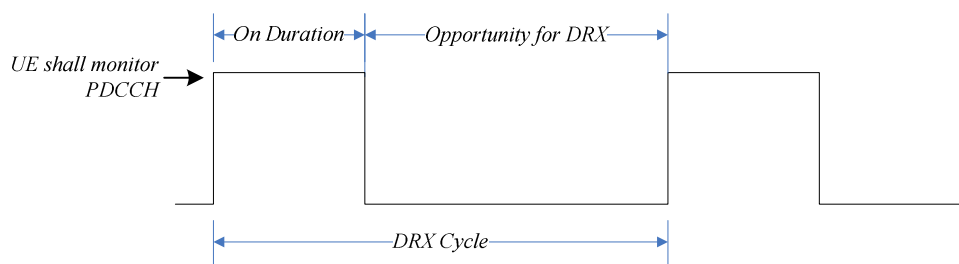 On Duration
Opportunity for DRX
UE shall monitor
PDCCH
DRX Cycle